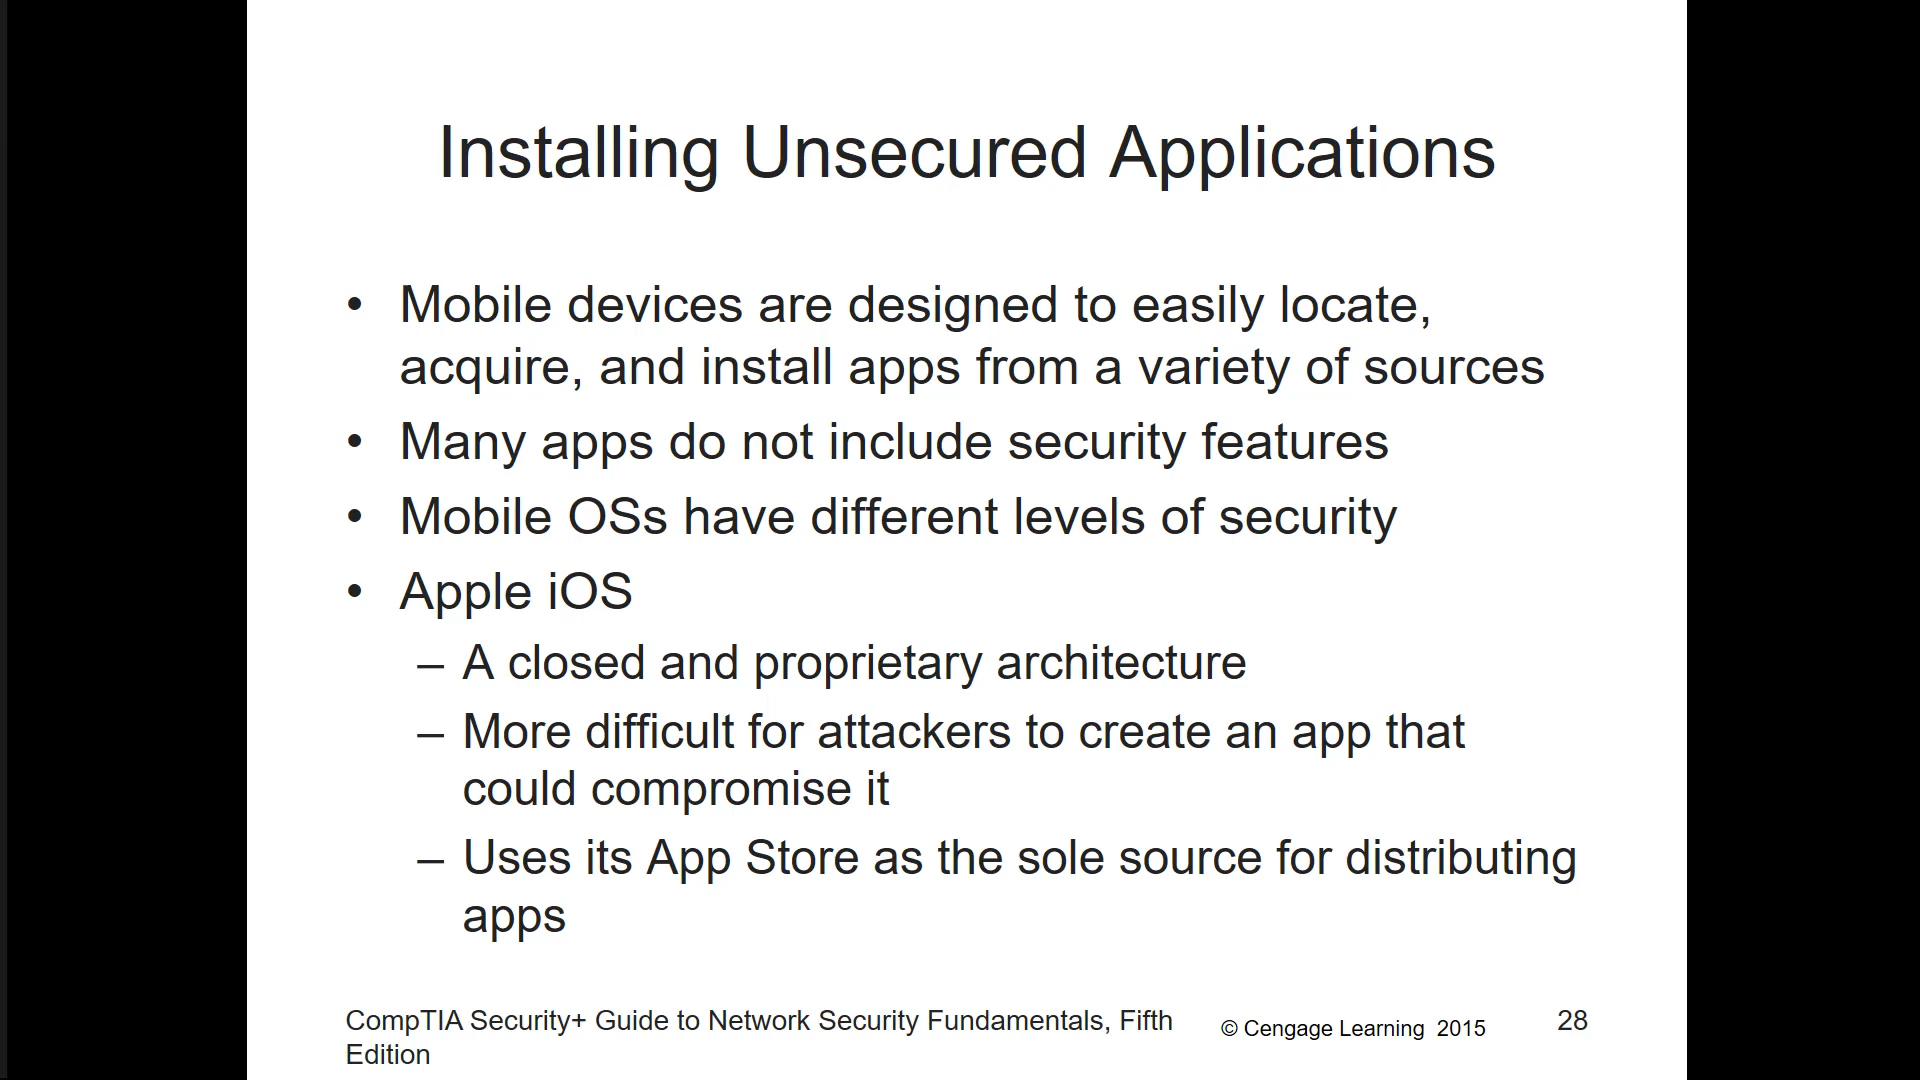 Installing Unsecured Applications
• Mobile devices are designed to easily locate,
acquire, and install apps from a variety of sources
• Many apps do not include security features
• Mobile OSs have different levels of security
• Apple iOS
– A closed and proprietary architecture
– More difficult for attackers to create an app that
could compromise it
– Uses its App Store as the sole source for distributing
apps
CompTIA Security+ Guide to Network Security Fundamentals, Fifth
Edition
© Cengage Learning 2015
28